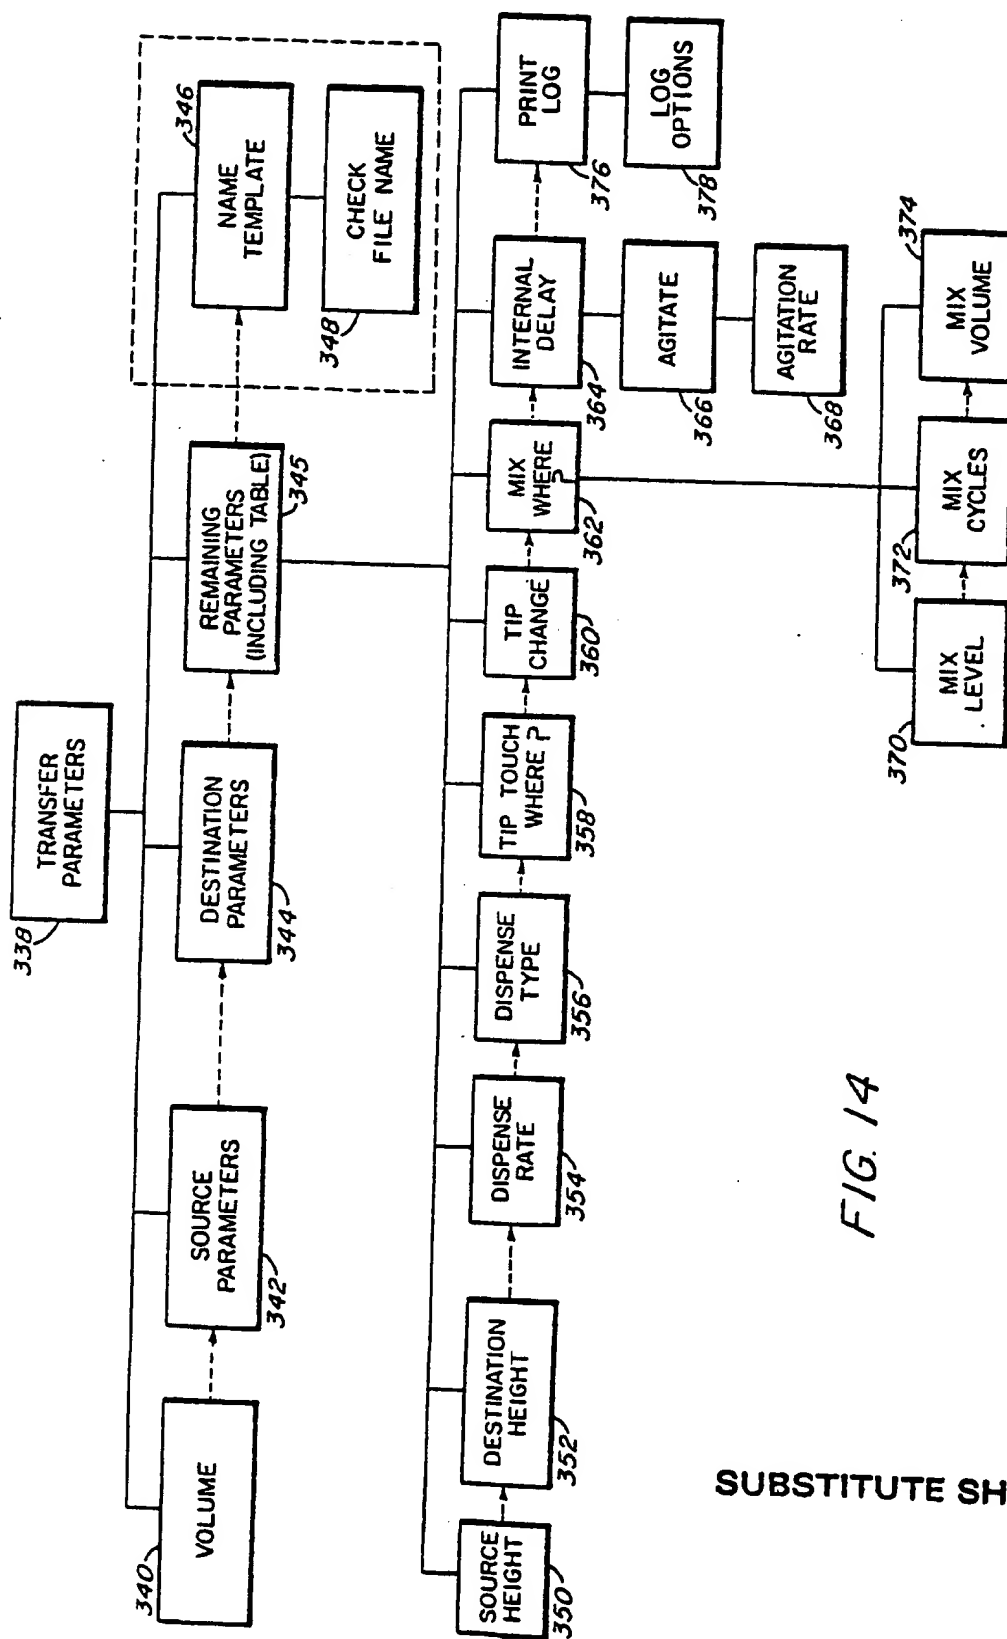 338
TRANSFER
PARAMETERS
340
VOLUME
SOURCE
PARAMETERS
342
DESTINATION
PARAMETERS
344
REMAINING
PARAMETERS
(INCLUDING TABLE)
345
346
NAME
TEMPLATE
348
CHECK
FILE NAME
SOURCE
HEIGHT
350
DESTINATION
HEIGHT
352
DISPENSE
RATE
354
DISPENSE
TYPE
356
TIP TOUCH
WHERE ?
358
TIP
CHANGE
360
MIX
WHERE ?
362
INTERNAL
DELAY
364
PRINT
LOG
376
AGITATE
366
LOG
OPTIONS
378
AGITATION
RATE
368
370
MIX
LEVEL
372
MIX
CYCLES
374
MIX
VOLUME
FIG. 14
SUBSTITUTE SH